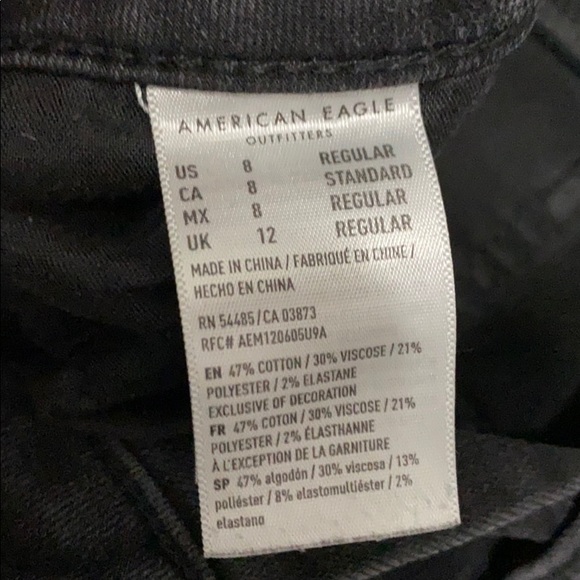 AMERICAN EAGLE
OUTFITTERS
US 8 REGULAR
CA 8 STANDARD
MX 8 REGULAR
UK 12 REGULAR
MADE IN CHINA / FABRIQUÉ EN CHINE /
HECHO EN CHINA
RN 54485/CA 03873
RFC# AEM120605U9A
EN 47% COTTON / 30% VISCOSE / 21%
POLYESTER / 2% ELASTANE
EXCLUSIVE OF DECORATION
FR 47% COTON / 30% VISCOSE / 21%
POLYESTER / 2% ÉLASTHANNE
À L'EXCEPTION DE LA GARNITURE
SP 47% algodón / 30% viscosa / 13%
poliéster / 8% elastomultiéster / 2%
elastano